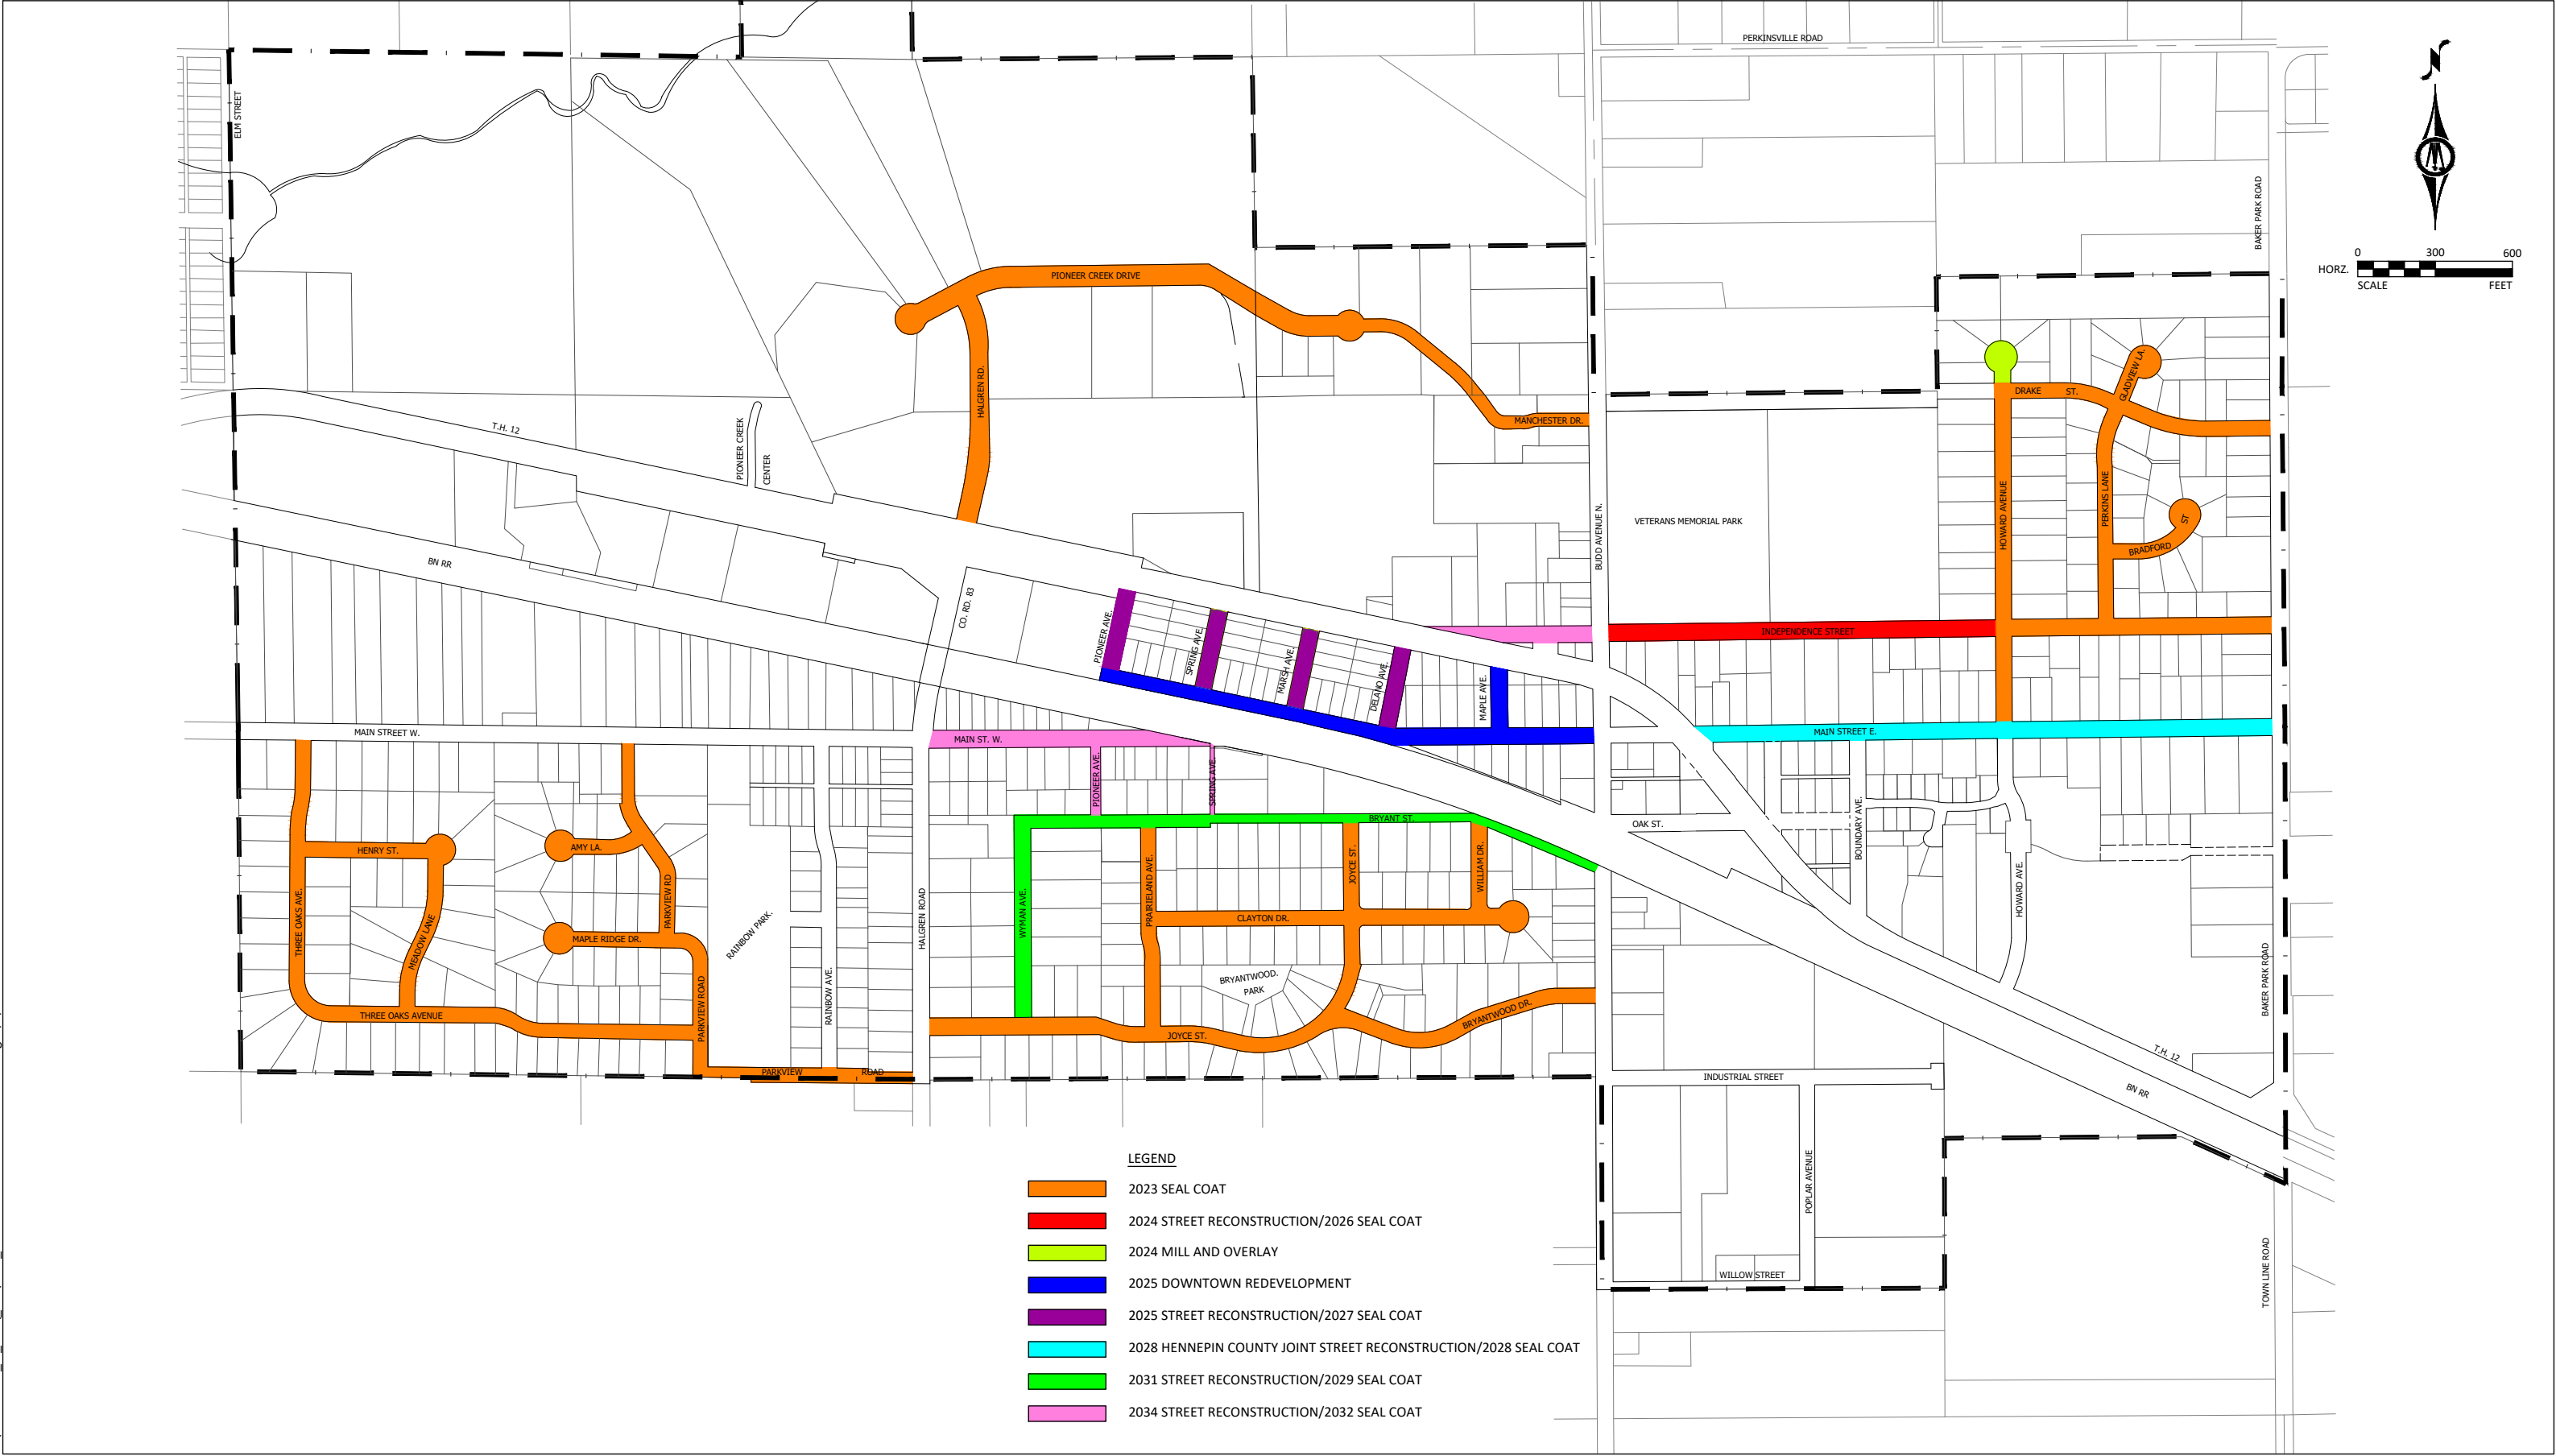 PERKINSVILLE ROAD
N
ELM STREET
BAKER PARK ROAD
0 300 600
HORZ.
SCALE FEET
PIONEER CREEK DRIVE
HALGREN RD.
MANCHESTER DR.
GLADVIEW LA.
DRAKE ST.
T.H. 12
PIONEER CREEK
CENTER
BN RR
BUDD AVENUE N.
VETERANS MEMORIAL PARK
HOWARD AVENUE
PERKINS LANE
BRADFORD ST
CO. RD. 83
PIONEER AVE.
SPRING AVE.
MARSH AVE.
DELANO AVE.
MAPLE AVE.
INDEPENDENCE STREET
MAIN STREET W.
MAIN ST. W.
MAIN STREET E.
PIONEER AVE.
SPRING AVE.
BRYANT ST.
OAK ST.
BOUNDARY AVE.
HENRY ST.
AMY LA.
PARKVIEW RD
THREE OAKS AVE.
MEADOW LANE
MAPLE RIDGE DR.
RAINBOW PARK.
RAINBOW AVE.
HALGREN ROAD
WYMAN AVE.
PRAIRIELAND AVE.
JOYCE ST.
WILLIAM DR.
CLAYTON DR.
HOWARD AVE.
BAKER PARK ROAD
BRYANTWOOD.
PARK
THREE OAKS AVENUE
PARKVIEW ROAD
JOYCE ST.
BRYANTWOOD DR.
PARKVIEW ROAD
T.H. 12
BN RR
INDUSTRIAL STREET
POPLAR AVENUE
WILLOW STREET
TOWN LINE ROAD
LEGEND
2023 SEAL COAT
2024 STREET RECONSTRUCTION/2026 SEAL COAT
2024 MILL AND OVERLAY
2025 DOWNTOWN REDEVELOPMENT
2025 STREET RECONSTRUCTION/2027 SEAL COAT
2028 HENNEPIN COUNTY JOINT STREET RECONSTRUCTION/2028 SEAL COAT
2031 STREET RECONSTRUCTION/2029 SEAL COAT
2034 STREET RECONSTRUCTION/2032 SEAL COAT